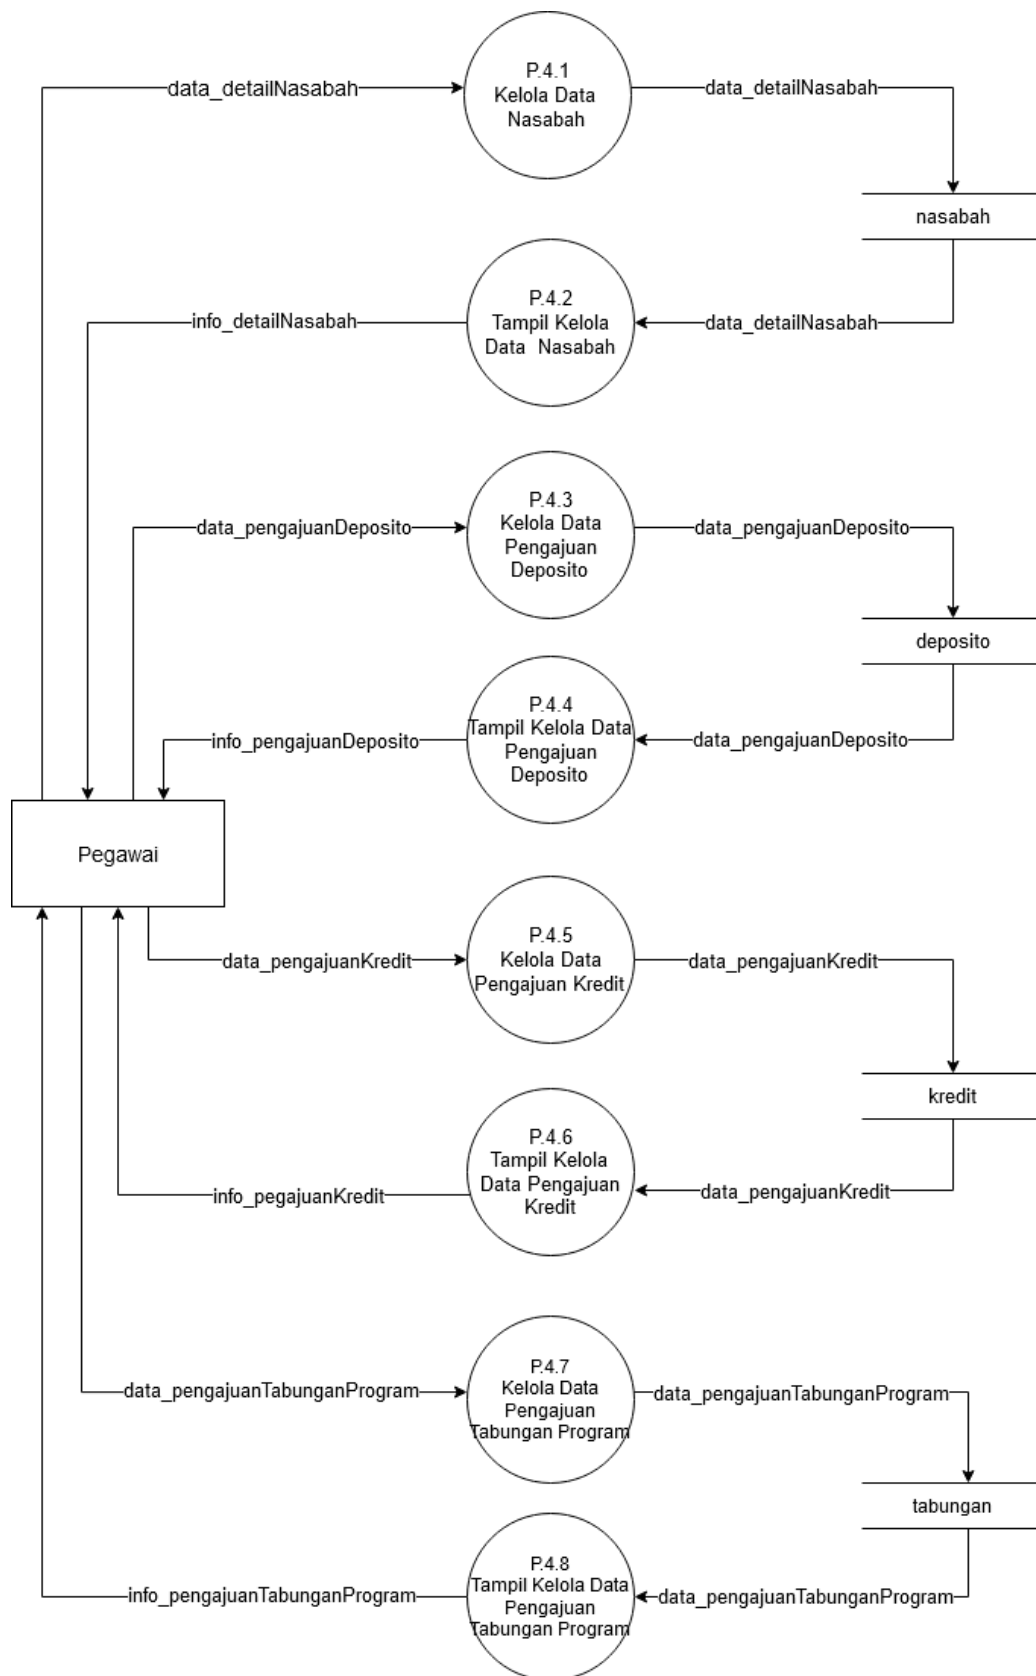 P.4.1
Kelola Data
Nasabah
data_detailNasabah
data_detailNasabah
nasabah
P.4.2
Tampil Kelola
Data Nasabah
info_detailNasabah
data_detailNasabah
P.4.3
Kelola Data
Pengajuan
Deposito
data_pengajuanDeposito
data_pengajuanDeposito
deposito
P.4.4
Tampil Kelola Data
Pengajuan
Deposito
info_pengajuanDeposito
data_pengajuanDeposito
Pegawai
P.4.5
Kelola Data
Pengajuan Kredit
data_pengajuanKredit
data_pengajuanKredit
kredit
P.4.6
Tampil Kelola
Data Pengajuan
Kredit
info_pegajuanKredit
data_pengajuanKredit
P.4.7
Kelola Data
Pengajuan
Tabungan Program
data_pengajuanTabunganProgram
data_pengajuanTabunganProgram
tabungan
P.4.8
Tampil Kelola Data
Pengajuan
Tabungan Program
info_pengajuanTabunganProgram
data_pengajuanTabunganProgram